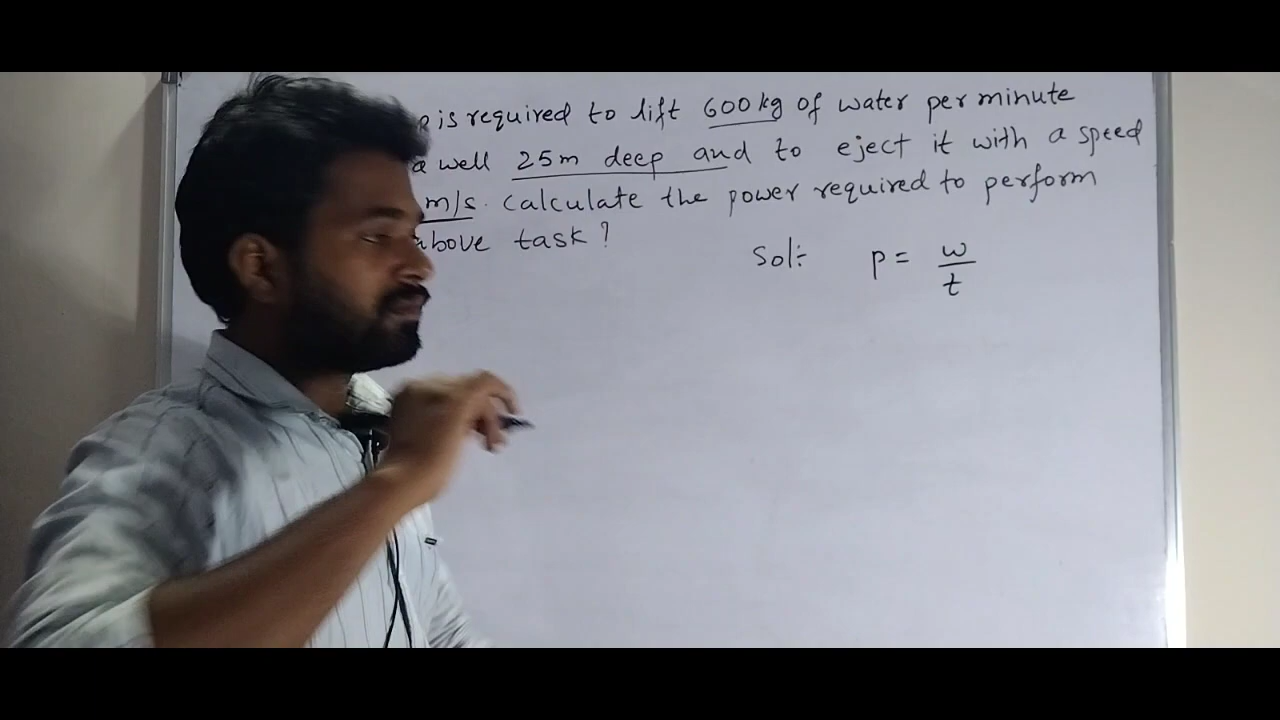 is required to lift 600 kg of water per minute
a well 25m deep and to eject it with a speed
m/s. calculate the power required to perform
above task?
Sol:- p = w/t